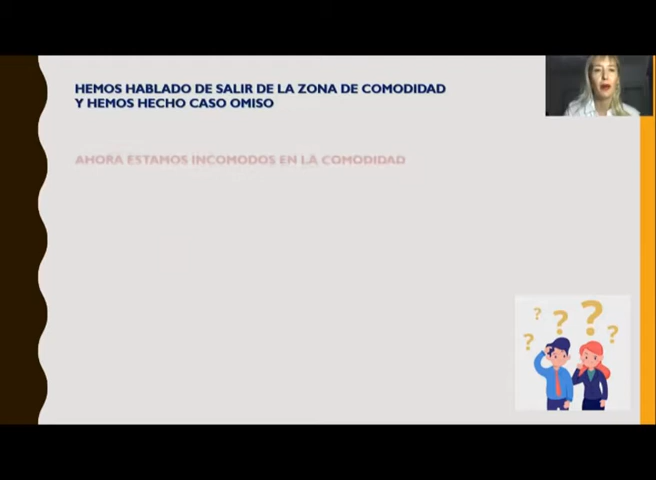 HEMOS HABLADO DE SALIR DE LA ZONA DE COMODIDAD
Y HEMOS HECHO CASO OMISO
AHORA ESTAMOS INCOMODOS EN LA COMODIDAD
? ? ? ? ?